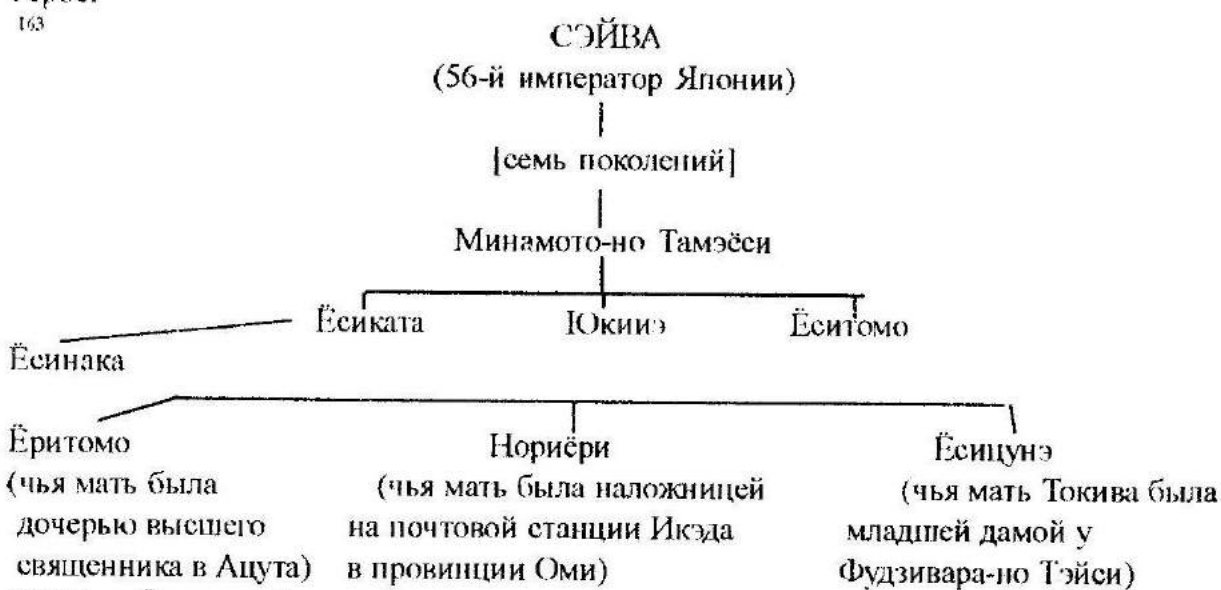 163
СЭЙВА
(56-й император Японии)
[семь поколений]
Минамото-но Тамэёси
Ёсиката Юкииэ Ёситомо
Ёсинака
Ёритомо Нориёри Ёсицунэ
(чья мать была (чья мать была наложницей (чья мать Токива была
дочерью высшего на почтовой станции Икэда младшей дамой у
священника в Ацута) в провинции Оми) Фудзивара-но Тэйси)